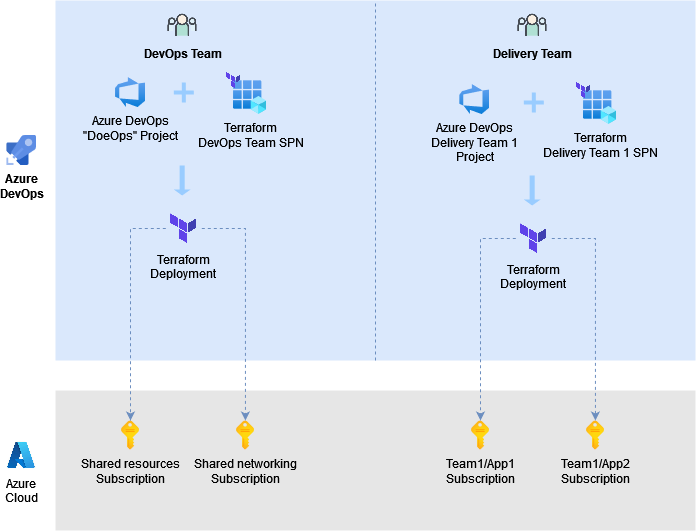 DevOps Team
Delivery Team
Azure DevOps
"DoeOps" Project
Terraform
DevOps Team SPN
Azure DevOps
Delivery Team 1
Project
Terraform
Delivery Team 1 SPN
Azure
DevOps
Terraform
Deployment
Terraform
Deployment
Shared resources
Subscription
Shared networking
Subscription
Team1/App1
Subscription
Team1/App2
Subscription
Azure
Cloud